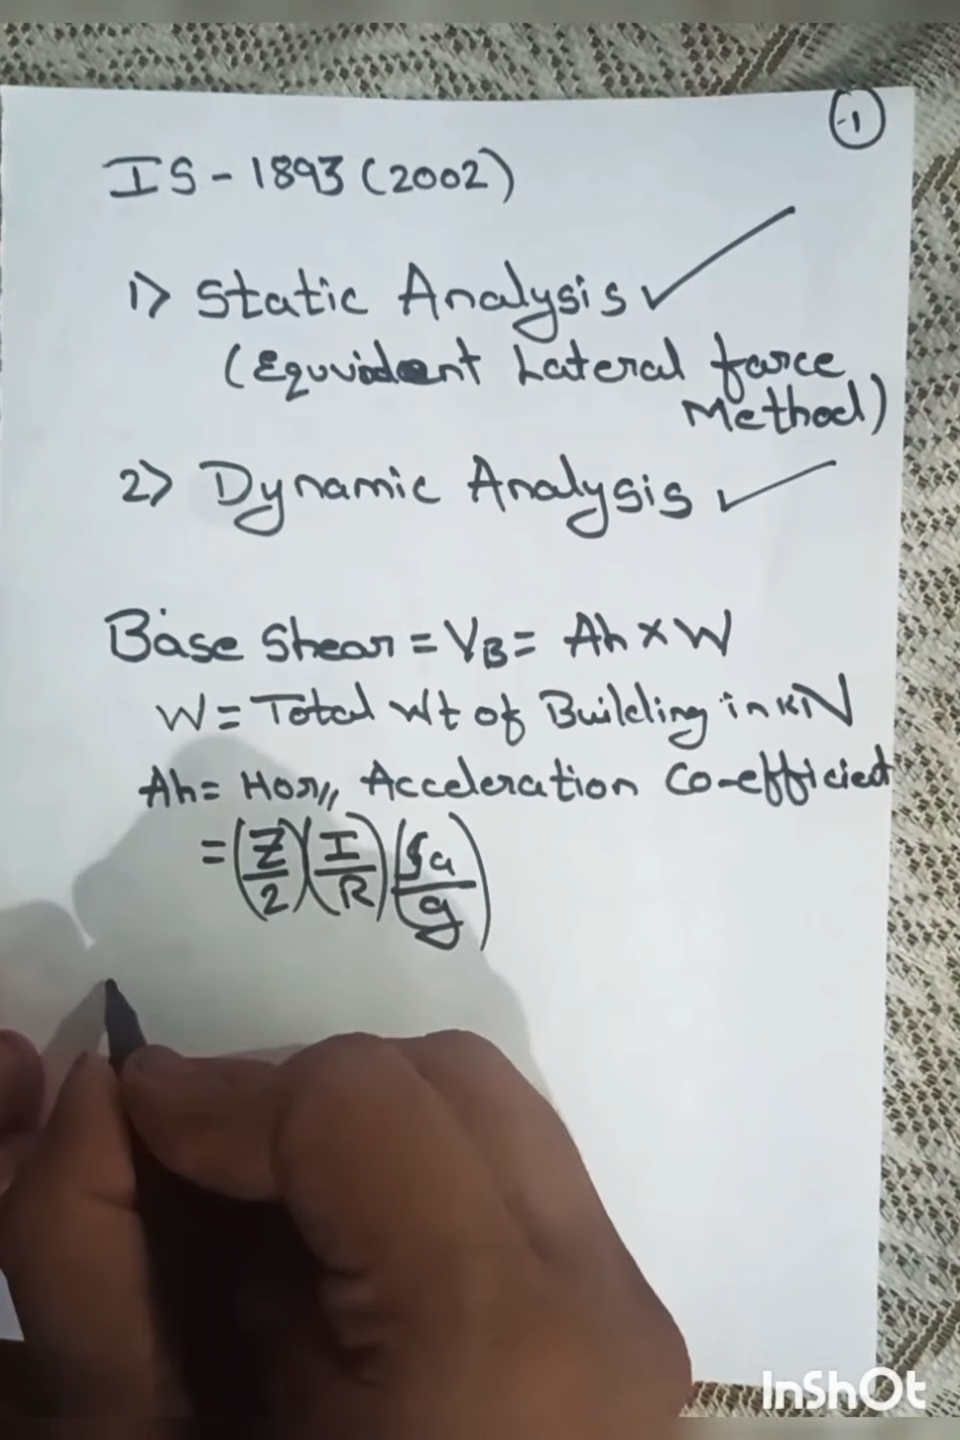 -1
IS-1893(2002)
1) Static Analysis
(Equvident Lateral force
Method)
2) Dynamic Analysis
Base Shear = VB = Ah x W
W = Total Wt of Building in KN
Ah = Hor// Acceleration Co-efficient
= (Z/2)(I/R)(Sa/g)
InShOt